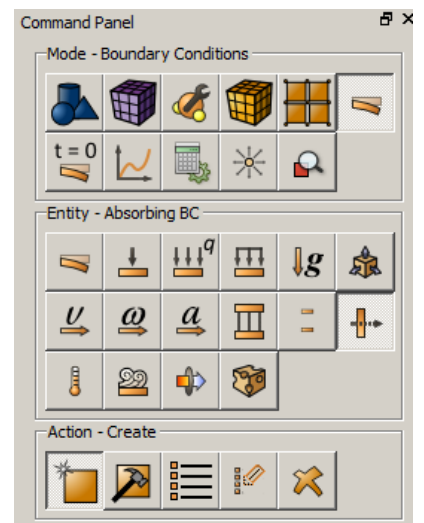 Command Panel
Mode - Boundary Conditions
t = 0
Entity - Absorbing BC
q
g
υ
ω
a
Action - Create